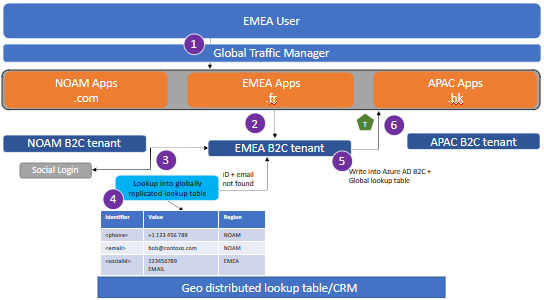 EMEA User
1
Global Traffic Manager
NOAM Apps
.com
EMEA Apps
.fr
APAC Apps
.hk
2
T
6
NOAM B2C tenant
EMEA B2C tenant
APAC B2C tenant
3
5
Social Login
Write into Azure AD B2C +
Global lookup table
4
Lookup into globally
replicated lookup table
ID + email
not found
Identifier Value Region
<phone> +1 123 456 789 NOAM
<email> bob@contoso.com NOAM
<socialId> 123456789 EMEA
EMAIL
Geo distributed lookup table/CRM